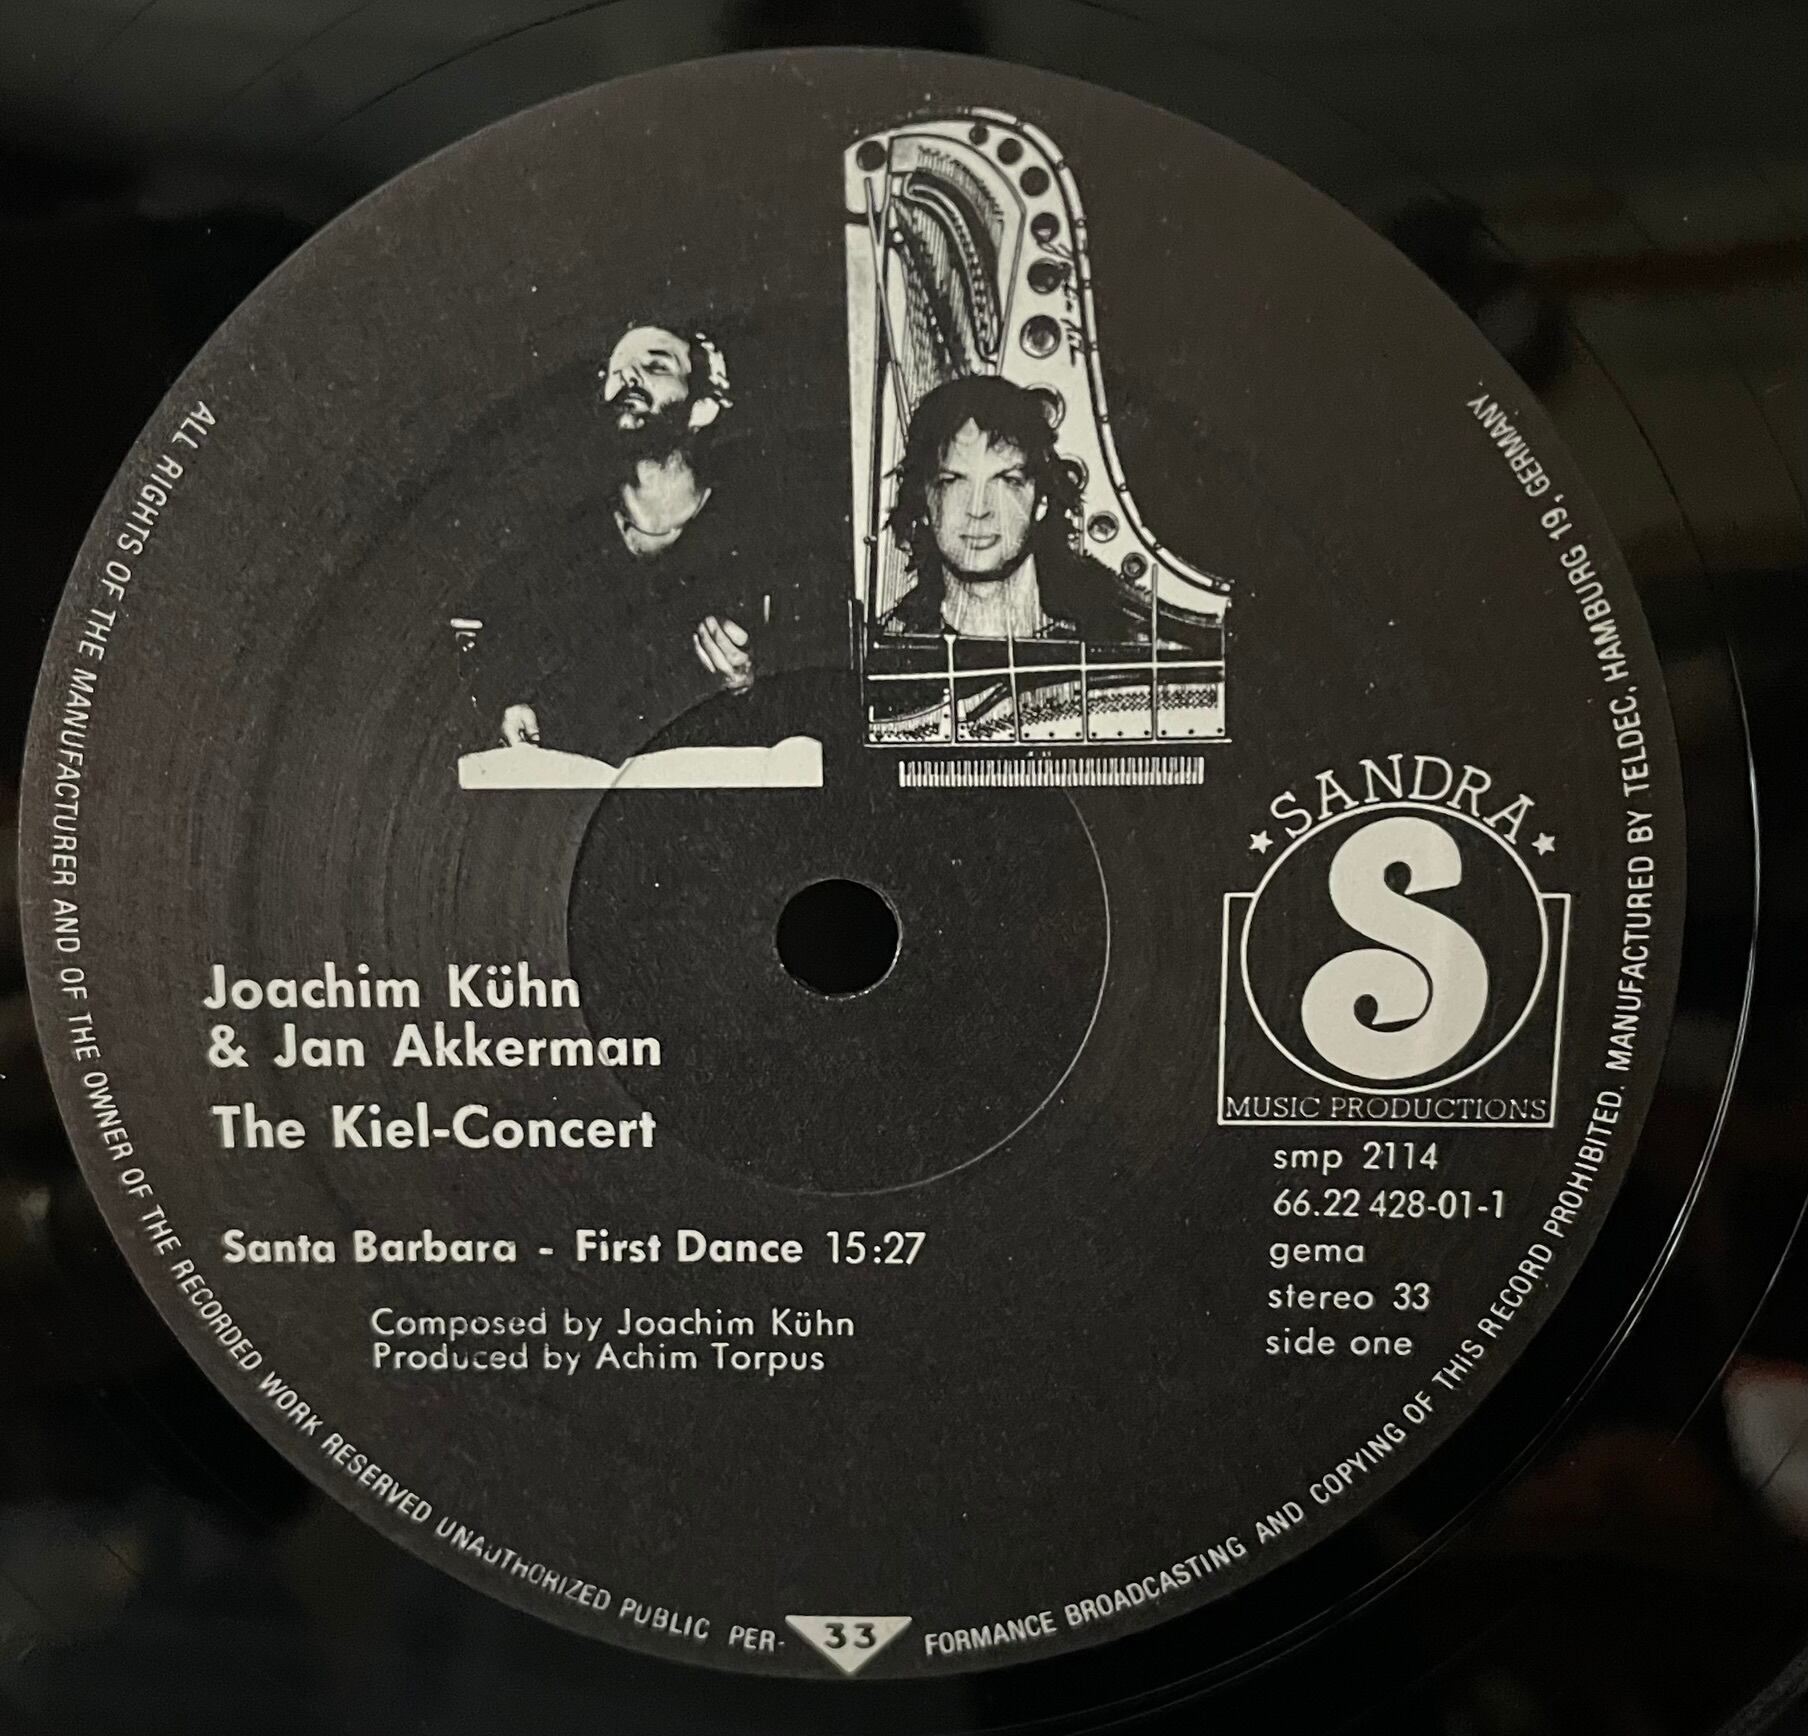 Joachim Kühn
& Jan Akkerman
The Kiel-Concert
Santa Barbara - First Dance 15:27
Composed by Joachim Kühn
Produced by Achim Torpus
SANDRA
S
MUSIC PRODUCTIONS
smp 2114
66.22 428-01-1
gema
stereo 33
side one
ALL RIGHTS OF THE MANUFACTURER AND OF THE OWNER OF THE RECORDED WORK RESERVED UNAUTHORIZED PUBLIC PER-
33
FORMANCE BROADCASTING AND COPYING OF THIS RECORD PROHIBITED. MANUFACTURED BY TELDEC, HAMBURG 19, GERMANY